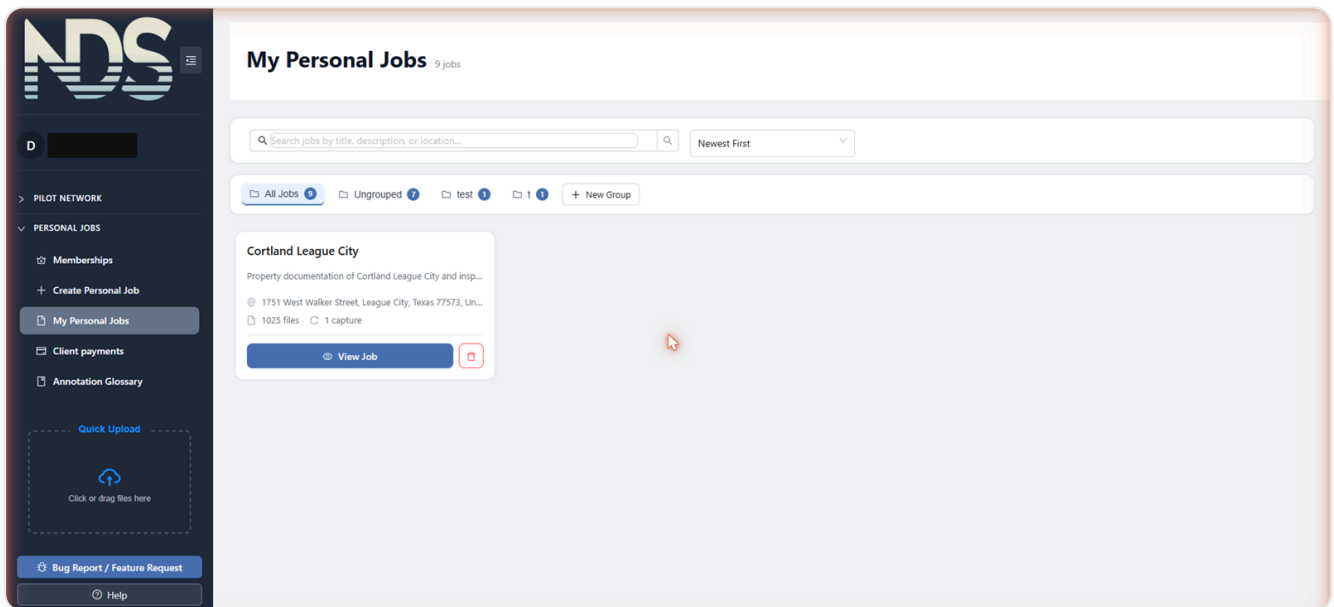 NDS
D
PILOT NETWORK
PERSONAL JOBS
Memberships
Create Personal Job
My Personal Jobs
Client payments
Annotation Glossary
Quick Upload
Click or drag files here
Bug Report / Feature Request
Help
My Personal Jobs 9 jobs
Search jobs by title, description, or location...
Newest First
All Jobs 9 Ungrouped 7 test 1 t 1 + New Group
Cortland League City
Property documentation of Cortland League City and insp...
1751 West Walker Street, League City, Texas 77573, Un...
1025 files 1 capture
View Job